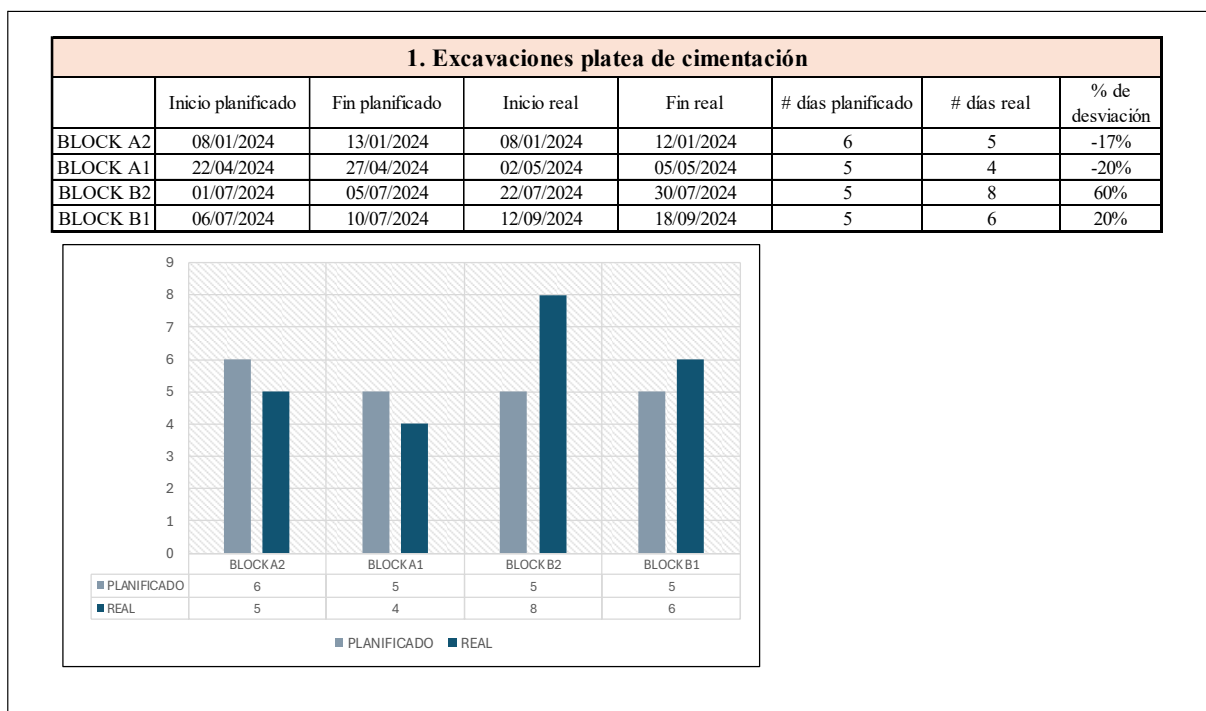 1. Excavaciones platea de cimentación
Inicio planificado Fin planificado Inicio real Fin real # días planificado # días real % de desviación
BLOCK A2 08/01/2024 13/01/2024 08/01/2024 12/01/2024 6 5 -17%
BLOCK A1 22/04/2024 27/04/2024 02/05/2024 05/05/2024 5 4 -20%
BLOCK B2 01/07/2024 05/07/2024 22/07/2024 30/07/2024 5 8 60%
BLOCK B1 06/07/2024 10/07/2024 12/09/2024 18/09/2024 5 6 20%
9
8
7
6
5
4
3
2
1
0
BLOCK A2 BLOCK A1 BLOCK B2 BLOCK B1
PLANIFICADO 6 5 5 5
REAL 5 4 8 6
PLANIFICADO REAL